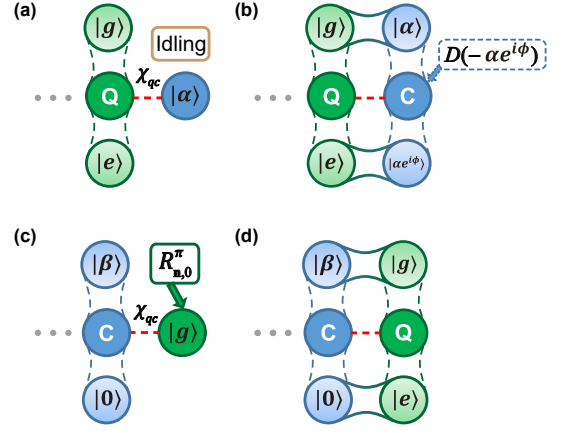 (a)
|g⟩
Idling
χ_qc
• • • Q |α⟩
|e⟩
(b)
|g⟩ |α⟩
D(−αe^{iϕ})
• • • Q C
|e⟩ |αe^{iϕ}⟩
(c)
|β⟩
R^π_{n,0}
χ_qc
• • • C |g⟩
|0⟩
(d)
|β⟩ |g⟩
• • • C Q
|0⟩ |e⟩